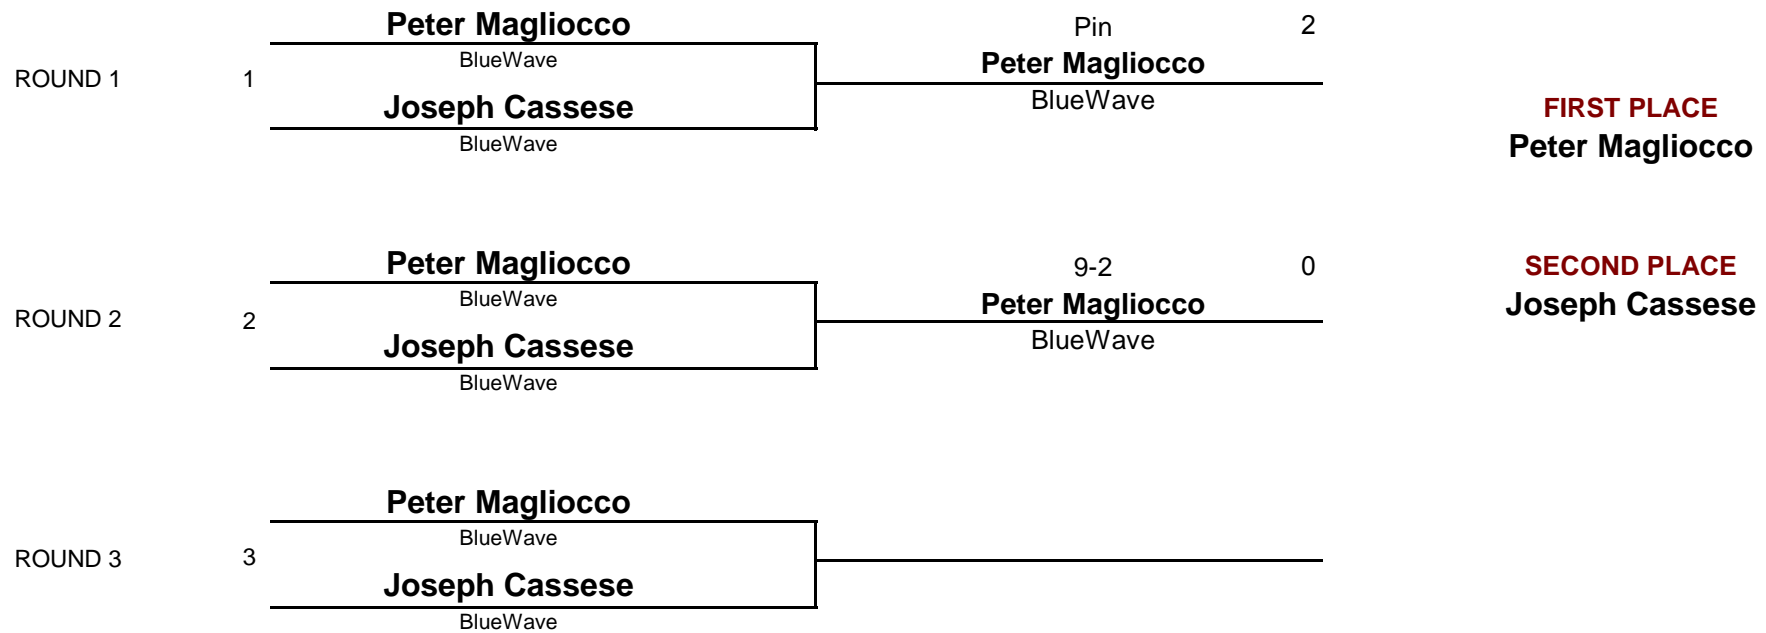 Peter Magliocco
Pin 2
BlueWave
Peter Magliocco
ROUND 1 1
Joseph Cassese
BlueWave
FIRST PLACE
BlueWave
Peter Magliocco
Peter Magliocco
9-2 0
SECOND PLACE
BlueWave
Peter Magliocco
Joseph Cassese
ROUND 2 2
Joseph Cassese
BlueWave
BlueWave
Peter Magliocco
BlueWave
ROUND 3 3
Joseph Cassese
BlueWave